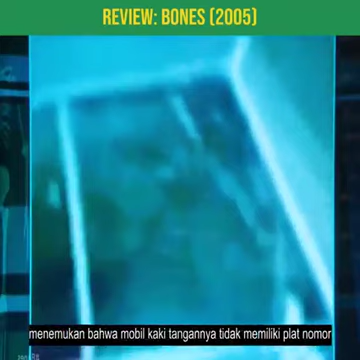 REVIEW: BONES (2005)
menemukan bahwa mobil kaki tangannya tidak memiliki plat nomor